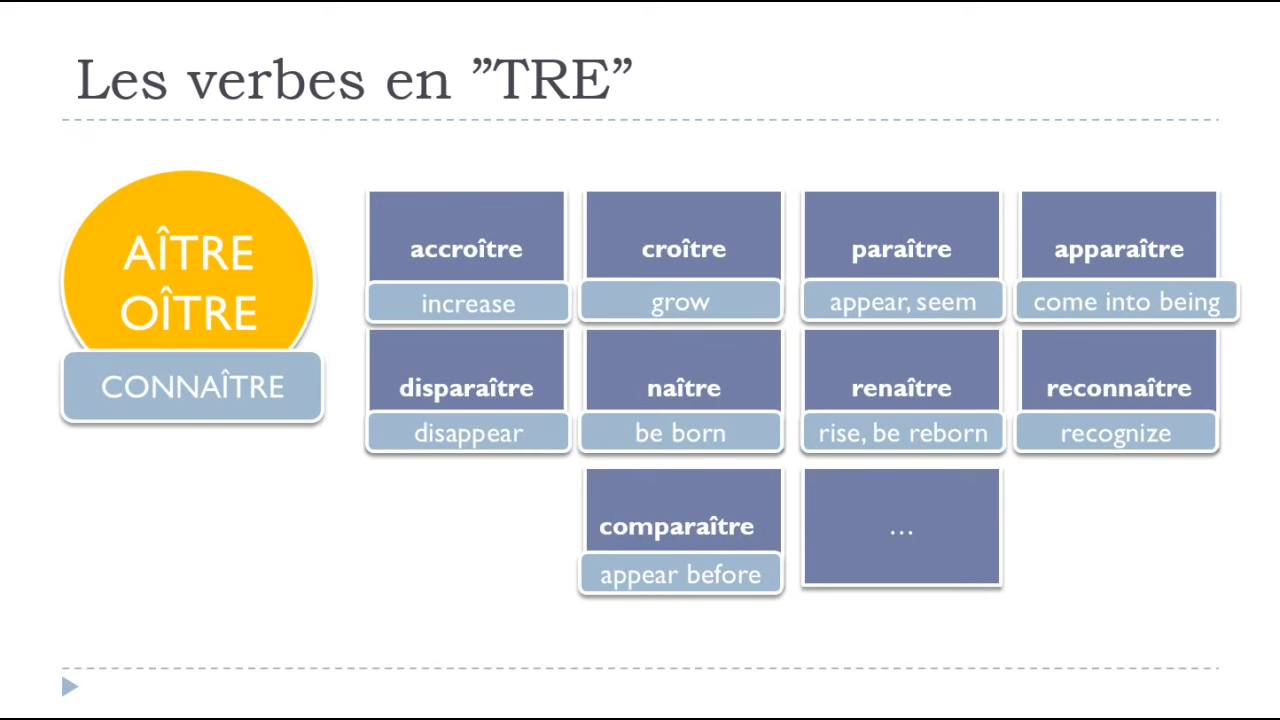 Les verbes en ”TRE”
AÎTRE
OÎTRE
CONNAÎTRE
accroître
increase
croître
grow
paraître
appear, seem
apparaître
come into being
disparaître
disappear
naître
be born
renaître
rise, be reborn
reconnaître
recognize
comparaître
appear before
…